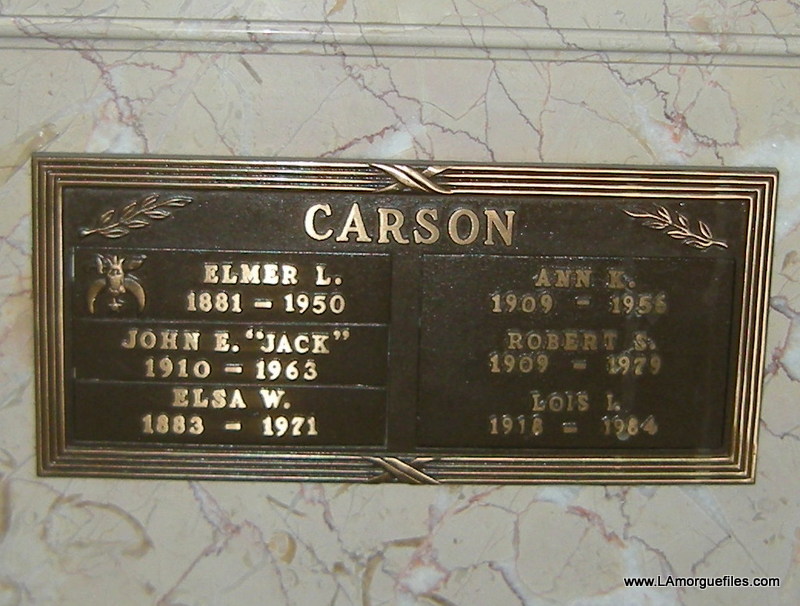 CARSON
ELMER L.
1881 - 1950
JOHN E. "JACK"
1910 - 1963
ELSA W.
1883 - 1971
ANN K.
1909 - 1956
ROBERT S.
1909 - 1979
LOIS L.
1918 - 1984
www.LAmorguefiles.com